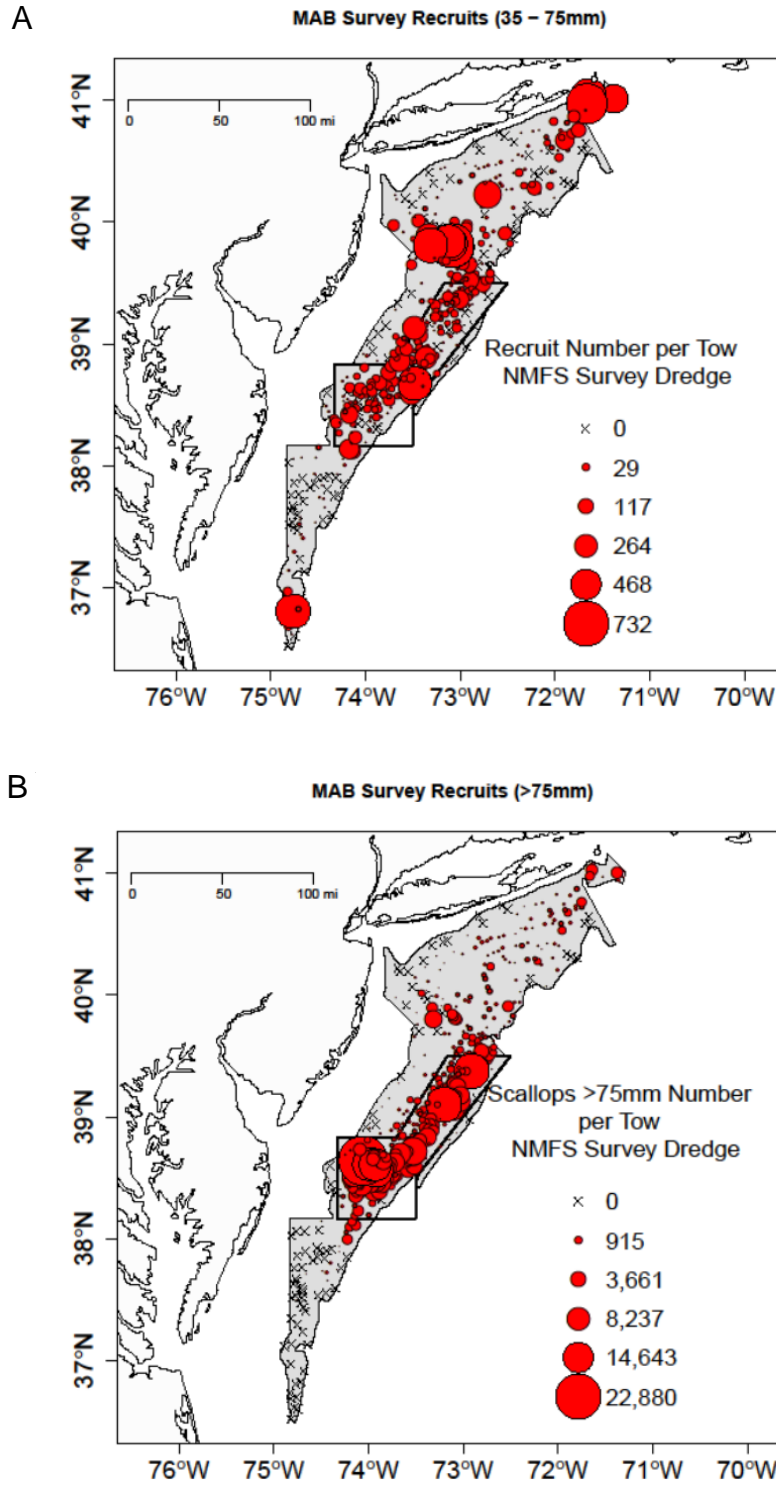 A
MAB Survey Recruits (35 − 75mm)
0 50 100 mi
41°N
40°N
39°N
38°N
37°N
Recruit Number per Tow
NMFS Survey Dredge
× 0
29
117
264
468
732
76°W 75°W 74°W 73°W 72°W 71°W 70°W
B
MAB Survey Recruits (>75mm)
0 50 100 mi
41°N
40°N
39°N
38°N
37°N
Scallops >75mm Number
per Tow
NMFS Survey Dredge
× 0
915
3,661
8,237
14,643
22,880
76°W 75°W 74°W 73°W 72°W 71°W 70°W